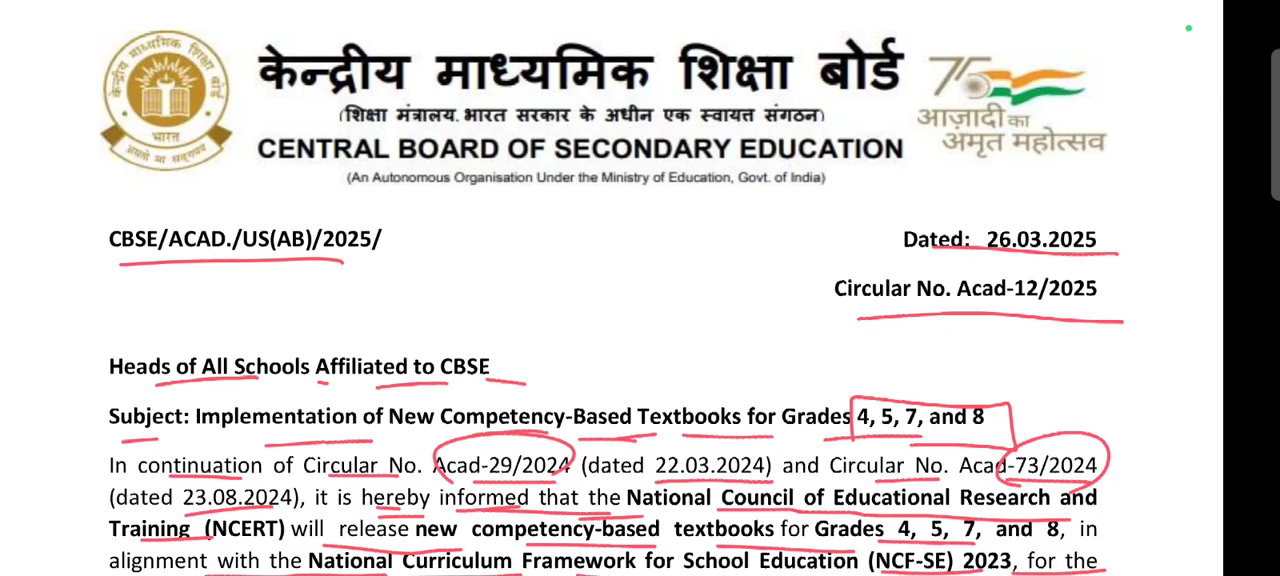 केन्द्रीय माध्यमिक शिक्षा बोर्ड
(शिक्षा मंत्रालय, भारत सरकार के अधीन एक स्वायत्त संगठन)
CENTRAL BOARD OF SECONDARY EDUCATION
(An Autonomous Organisation Under the Ministry of Education, Govt. of India)
केन्द्रीय माध्यमिक शिक्षा बोर्ड
भारत
असतो मा सद्गमय
75
आज़ादी का
अमृत महोत्सव
CBSE/ACAD./US(AB)/2025/
Dated: 26.03.2025
Circular No. Acad-12/2025
Heads of All Schools Affiliated to CBSE
Subject: Implementation of New Competency-Based Textbooks for Grades 4, 5, 7, and 8
In continuation of Circular No. Acad-29/2024 (dated 22.03.2024) and Circular No. Acad-73/2024
(dated 23.08.2024), it is hereby informed that the National Council of Educational Research and
Training (NCERT) will release new competency-based textbooks for Grades 4, 5, 7, and 8, in
alignment with the National Curriculum Framework for School Education (NCF-SE) 2023, for the